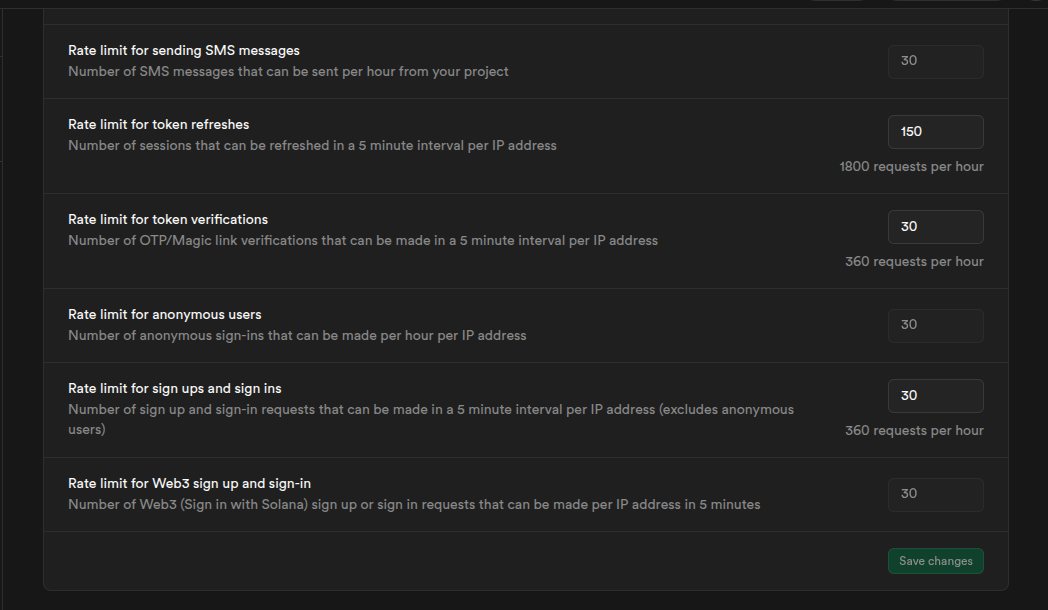 Rate limit for sending SMS messages
Number of SMS messages that can be sent per hour from your project
30
Rate limit for token refreshes
Number of sessions that can be refreshed in a 5 minute interval per IP address
150
1800 requests per hour
Rate limit for token verifications
Number of OTP/Magic link verifications that can be made in a 5 minute interval per IP address
30
360 requests per hour
Rate limit for anonymous users
Number of anonymous sign-ins that can be made per hour per IP address
30
Rate limit for sign ups and sign ins
Number of sign up and sign-in requests that can be made in a 5 minute interval per IP address (excludes anonymous
users)
30
360 requests per hour
Rate limit for Web3 sign up and sign-in
Number of Web3 (Sign in with Solana) sign up or sign in requests that can be made per IP address in 5 minutes
30
Save changes